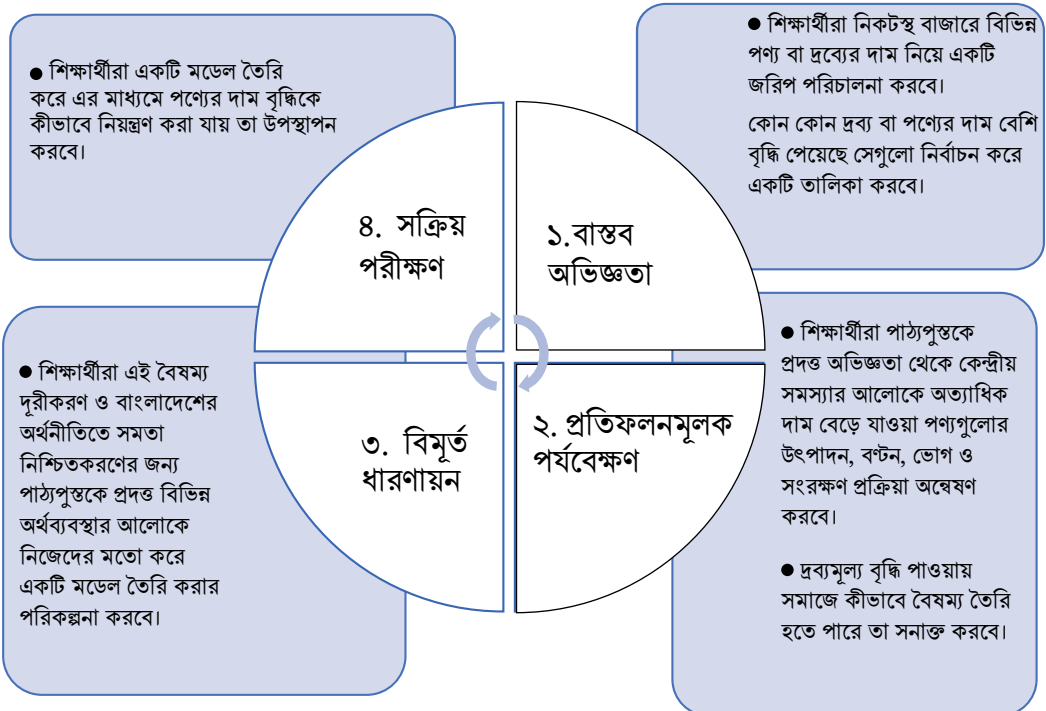 ● শিক্ষার্থীরা একটি মডেল তৈরি
করে এর মাধ্যমে পণ্যের দাম বৃদ্ধিকে
কীভাবে নিয়ন্ত্রণ করা যায় তা উপস্থাপন
করবে।
● শিক্ষার্থীরা নিকটস্থ বাজারে বিভিন্ন
পণ্য বা দ্রব্যের দাম নিয়ে একটি
জরিপ পরিচালনা করবে।
কোন কোন দ্রব্য বা পণ্যের দাম বেশি
বৃদ্ধি পেয়েছে সেগুলো নির্বাচন করে
একটি তালিকা করবে।
৪. সক্রিয়
পরীক্ষণ
১.বাস্তব
অভিজ্ঞতা
● শিক্ষার্থীরা এই বৈষম্য
দূরীকরণ ও বাংলাদেশের
অর্থনীতিতে সমতা
নিশ্চিতকরণের জন্য
পাঠ্যপুস্তকে প্রদত্ত বিভিন্ন
অর্থব্যবস্থার আলোকে
নিজেদের মতো করে
একটি মডেল তৈরি করার
পরিকল্পনা করবে।
৩. বিমূর্ত
ধারণায়ন
২. প্রতিফলনমূলক
পর্যবেক্ষণ
● শিক্ষার্থীরা পাঠ্যপুস্তকে
প্রদত্ত অভিজ্ঞতা থেকে কেন্দ্রীয়
সমস্যার আলোকে অত্যাধিক
দাম বেড়ে যাওয়া পণ্যগুলোর
উৎপাদন, বণ্টন, ভোগ ও
সংরক্ষণ প্রক্রিয়া অন্বেষণ
করবে।
● দ্রব্যমূল্য বৃদ্ধি পাওয়ায়
সমাজে কীভাবে বৈষম্য তৈরি
হতে পারে তা সনাক্ত করবে।